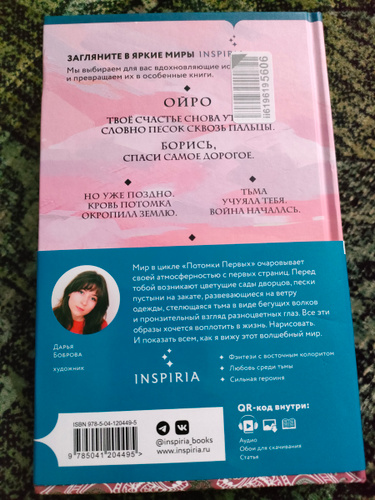 ЗАГЛЯНИТЕ В ЯРКИЕ МИРЫ INSPIRIA
Мы выбираем для вас вдохновляющие ис
и превращаем их в особенные книги.
ОЙРО
ТВОЁ СЧАСТЬЕ СНОВА УТ
СЛОВНО ПЕСОК СКВОЗЬ ПАЛЬЦЫ.
БОРИСЬ,
СПАСИ САМОЕ ДОРОГОЕ.
НО УЖЕ ПОЗДНО.
КРОВЬ ПОТОМКА
ОКРОПИЛА ЗЕМЛЮ.
ТЬМА
УЧУЯЛА ТЕБЯ.
ВОЙНА НАЧАЛАСЬ.
Мир в цикле «Потомки Первых» очаровывает
своей атмосферностью с первых страниц. Перед
тобой возникают цветущие сады дворцов, пески
пустыни на закате, развевающиеся на ветру
одежды, стелющаяся тьма в виде бегущих волков
и пронзительный взгляд разноцветных глаз. Все эти
образы хочется воплотить в жизнь. Нарисовать.
И показать всем, как я вижу этот волшебный мир.
ДАРЬЯ
БОБРОВА
художник
INSPIRIA
Фэнтези с восточным колоритом
Любовь среди тьмы
Сильная героиня
ISBN 978-5-04-120449-5
9 785041 204495 >
inspiria_books
www.inspiria.ru
QR-код внутри:
Аудио
Обои для скачивания
Статья